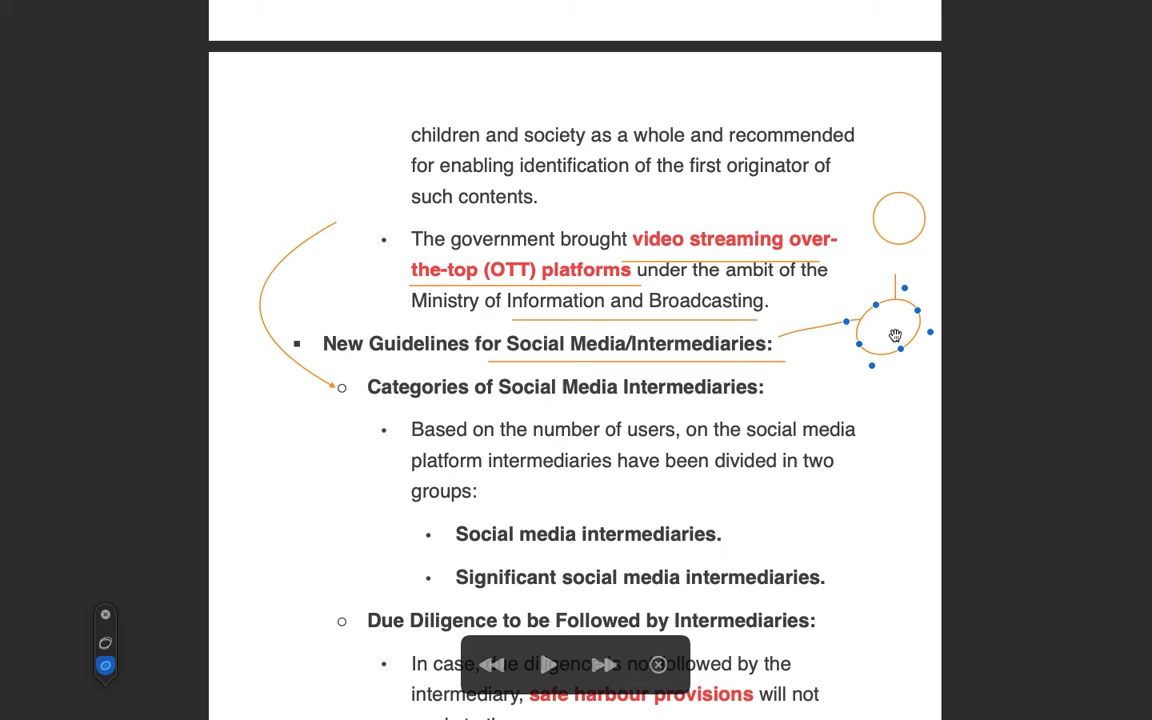 children and society as a whole and recommended
for enabling identification of the first originator of
such contents.
• The government brought video streaming over-
the-top (OTT) platforms under the ambit of the
Ministry of Information and Broadcasting.
▪ New Guidelines for Social Media/Intermediaries:
○ Categories of Social Media Intermediaries:
• Based on the number of users, on the social media
platform intermediaries have been divided in two
groups:
• Social media intermediaries.
• Significant social media intermediaries.
○ Due Diligence to be Followed by Intermediaries:
• In case, due diligence is not followed by the
intermediary, safe harbour provisions will not